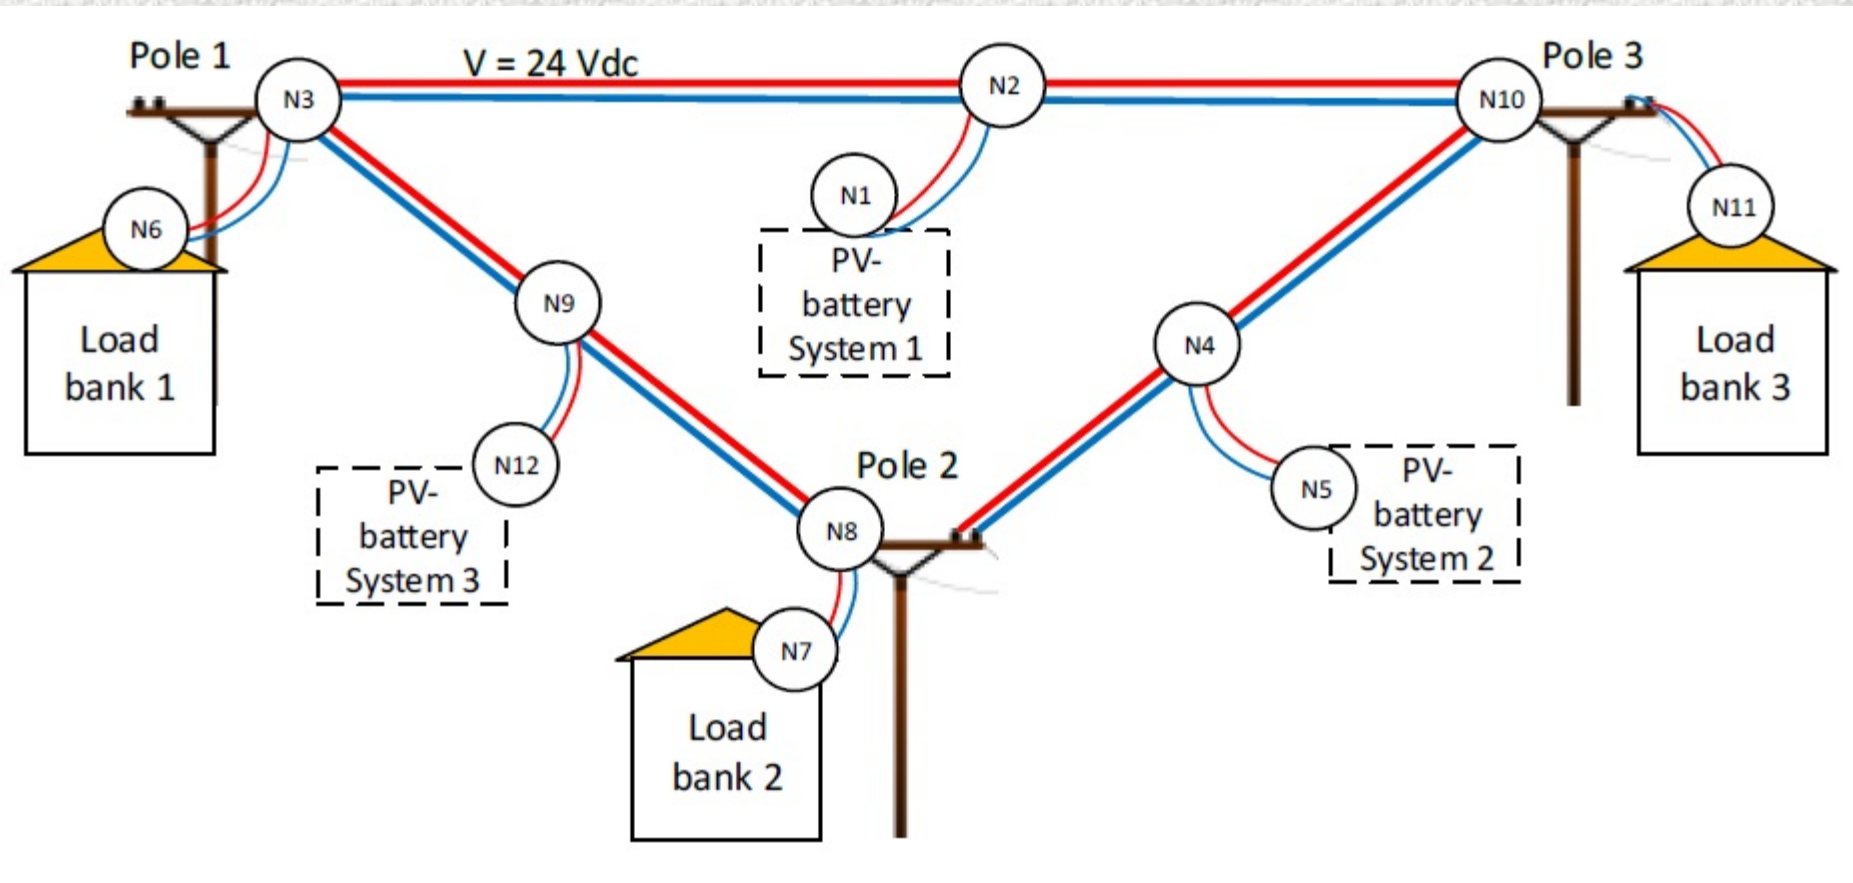 Pole 1
V = 24 Vdc
Pole 3
N3
N2
N10
N1
N6
N11
PV-
battery
System 1
N9
N4
Load
bank 1
Load
bank 3
N12
PV-
battery
System 3
Pole 2
N5
PV-
battery
System 2
N8
N7
Load
bank 2